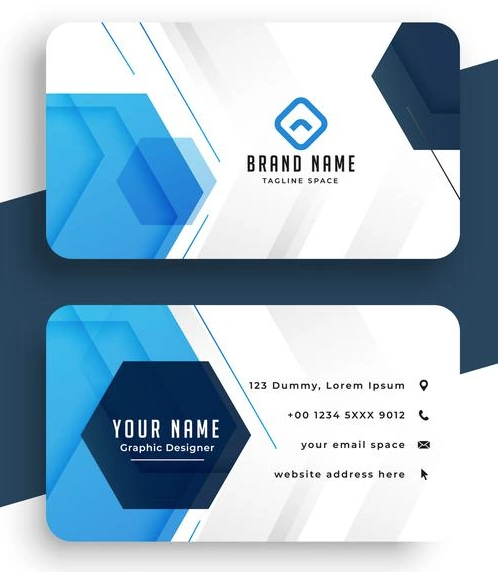 BRAND NAME
TAGLINE SPACE
YOUR NAME
Graphic Designer
123 Dummy, Lorem Ipsum
+00 1234 5XXX 9012
your email space
website address here